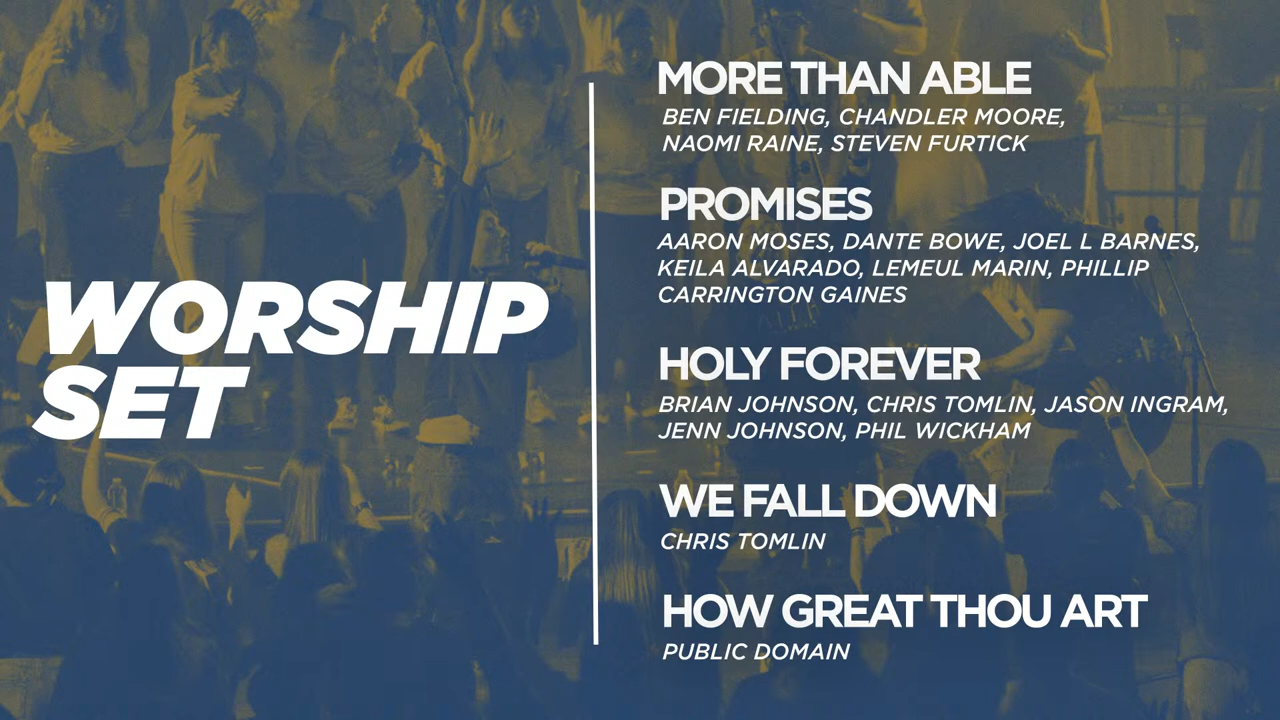 WORSHIP
SET
MORE THAN ABLE
BEN FIELDING, CHANDLER MOORE,
NAOMI RAINE, STEVEN FURTICK
PROMISES
AARON MOSES, DANTE BOWE, JOEL L BARNES,
KEILA ALVARADO, LEMEUL MARIN, PHILLIP
CARRINGTON GAINES
HOLY FOREVER
BRIAN JOHNSON, CHRIS TOMLIN, JASON INGRAM,
JENN JOHNSON, PHIL WICKHAM
WE FALL DOWN
CHRIS TOMLIN
HOW GREAT THOU ART
PUBLIC DOMAIN